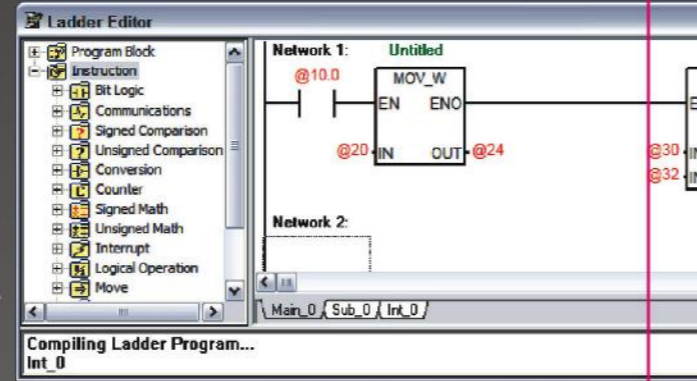 Ladder Editor
Program Block
Instruction
Bit Logic
Communications
Signed Comparison
Unsigned Comparison
Conversion
Counter
Signed Math
Unsigned Math
Interrupt
Logical Operation
Move
Network 1: Untitled
@10.0
MOV_W
EN ENO
@20 IN OUT @24
@30
@32
Network 2:
Main_0 Sub_0 Int_0
Compiling Ladder Program...
Int_0